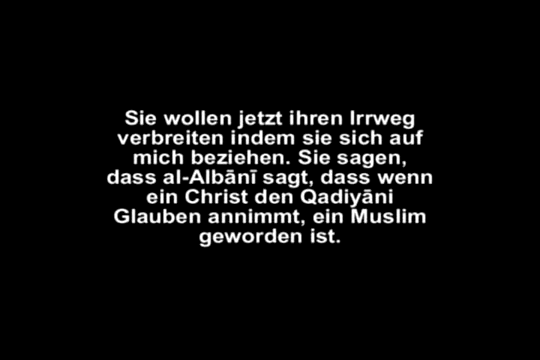 Sie wollen jetzt ihren Irrweg
verbreiten indem sie sich auf
mich beziehen. Sie sagen,
dass al-Albānī sagt, dass wenn
ein Christ den Qadiyāni
Glauben annimmt, ein Muslim
geworden ist.